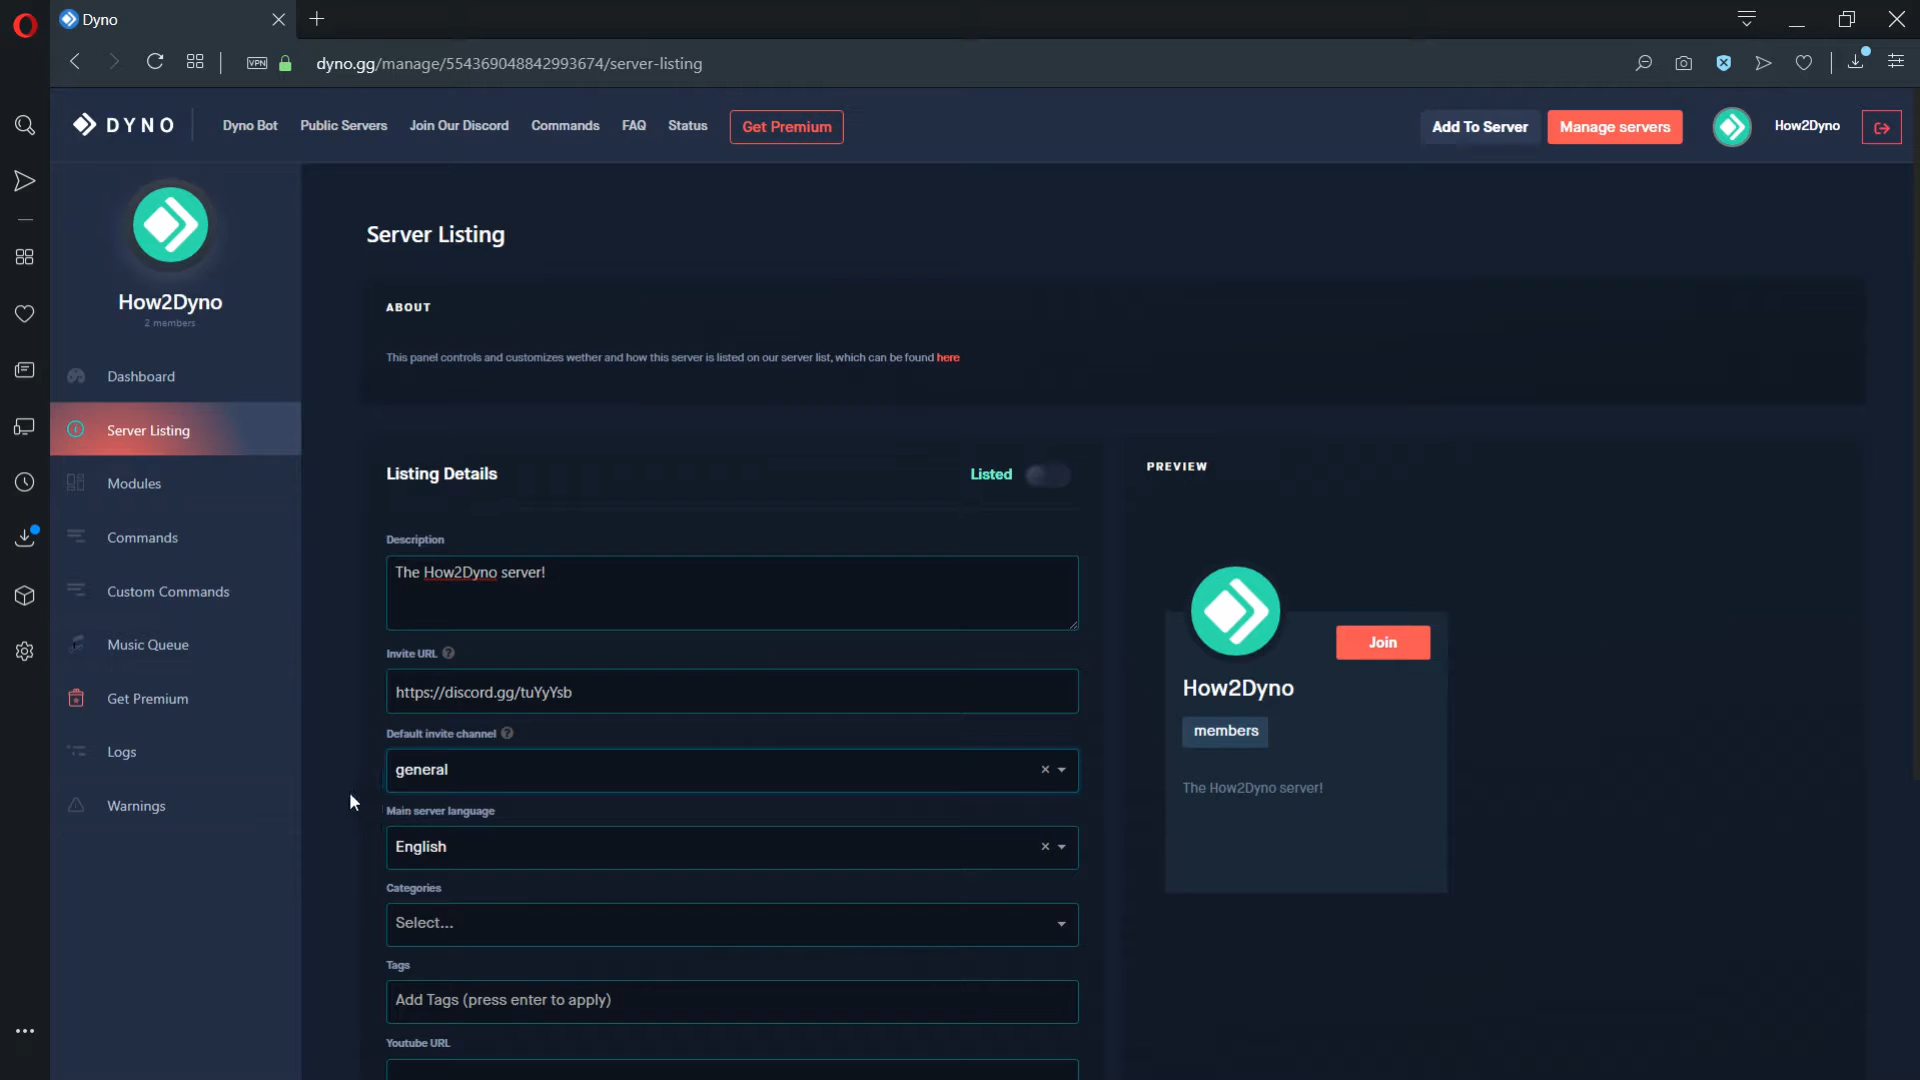 Dyno
VPN
dyno.gg/manage/554369048842993674/server-listing
DYNO
Dyno Bot
Public Servers
Join Our Discord
Commands
FAQ
Status
Get Premium
Add To Server
Manage servers
How2Dyno
How2Dyno
2 members
Dashboard
Server Listing
Modules
Commands
Custom Commands
Music Queue
Get Premium
Logs
Warnings
Server Listing
ABOUT
This panel controls and customizes wether and how this server is listed on our server list, which can be found here
Listing Details
Listed
Description
The How2Dyno server!
Invite URL
https://discord.gg/tuYyYsb
Default invite channel
general
Main server language
English
Categories
Select...
Tags
Add Tags (press enter to apply)
Youtube URL
PREVIEW
Join
How2Dyno
members
The How2Dyno server!